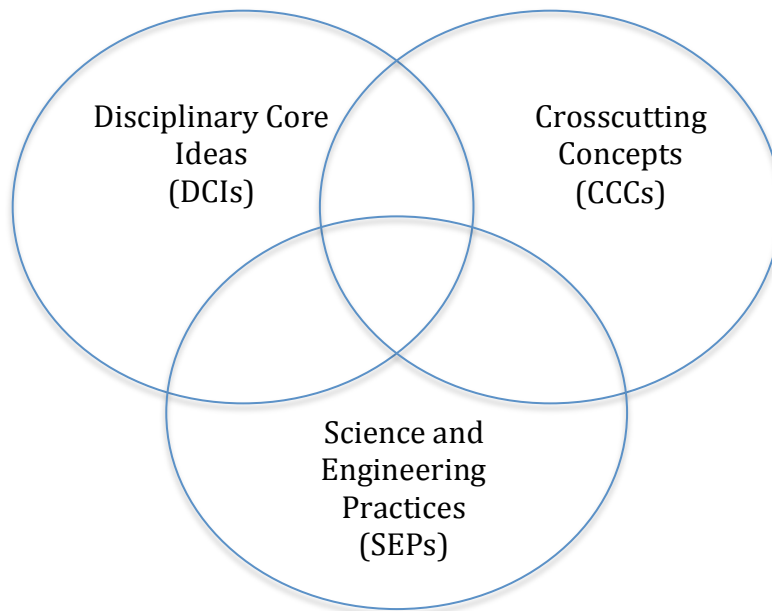 Disciplinary Core
Ideas
(DCIs)
Crosscutting
Concepts
(CCCs)
Science and
Engineering
Practices
(SEPs)